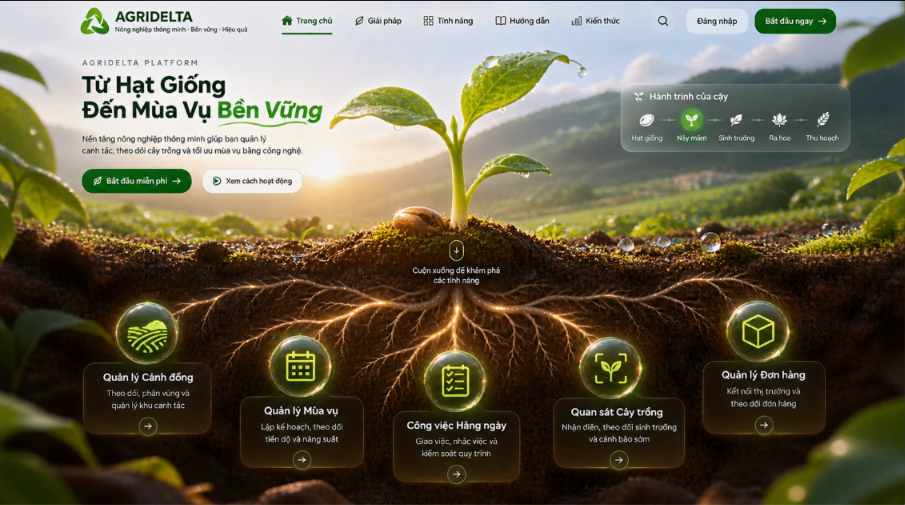 AGRIDELTA
Nông nghiệp thông minh · Bền vững · Hiệu quả
Trang chủ
Giải pháp
Tính năng
Hướng dẫn
Kiến thức
Đăng nhập
Bắt đầu ngay
AGRIDELTA PLATFORM
Từ Hạt Giống
Đến Mùa Vụ Bền Vững
Nền tảng nông nghiệp thông minh giúp bạn quản lý
canh tác, theo dõi cây trồng và tối ưu mùa vụ bằng công nghệ.
Bắt đầu miễn phí
Xem cách hoạt động
Hành trình của cây
Hạt giống
Nảy mầm
Sinh trưởng
Ra hoa
Thu hoạch
Cuộn xuống để khám phá
các tính năng
Quản lý Cánh đồng
Theo dõi, phân vùng và
quản lý khu canh tác
Quản lý Mùa vụ
Lập kế hoạch, theo dõi
tiến độ và năng suất
Công việc Hằng ngày
Giao việc, nhắc việc và
kiểm soát quy trình
Quan sát Cây trồng
Nhận diện, theo dõi sinh trưởng
và cảnh báo sớm
Quản lý Đơn hàng
Kết nối thị trường và
theo dõi đơn hàng